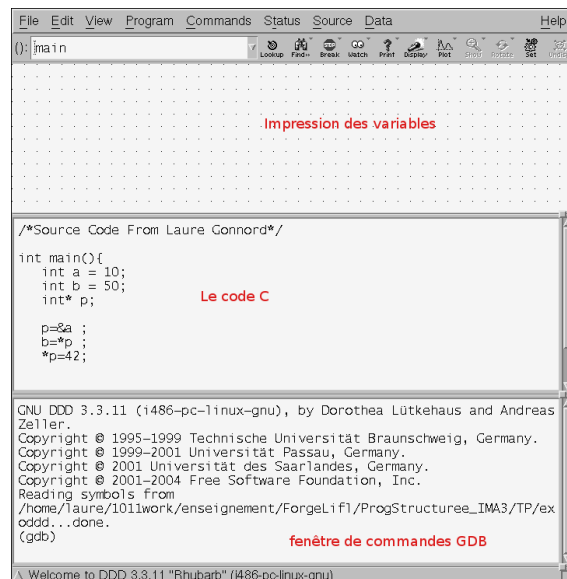 File Edit View Program Commands Status Source Data Help
(): main
Lookup Find» Break Watch Print Display Plot Show Rotate Set Undisp
Impression des variables
/*Source Code From Laure Gonnord*/
int main(){
int a = 10;
int b = 50;
int* p;
Le code C
p=&a ;
b=*p ;
*p=42;
GNU DDD 3.3.11 (i486-pc-linux-gnu), by Dorothea Lütkehaus and Andreas
Zeller.
Copyright © 1995-1999 Technische Universität Braunschweig, Germany.
Copyright © 1999-2001 Universität Passau, Germany.
Copyright © 2001 Universität des Saarlandes, Germany.
Copyright © 2001-2004 Free Software Foundation, Inc.
Reading symbols from
/home/laure/1011work/enseignement/ForgeLifl/ProgStructuree_IMA3/TP/ex
oddd...done.
(gdb)
fenêtre de commandes GDB
Welcome to DDD 3.3.11 "Rhubarb" (i486-pc-linux-gnu)